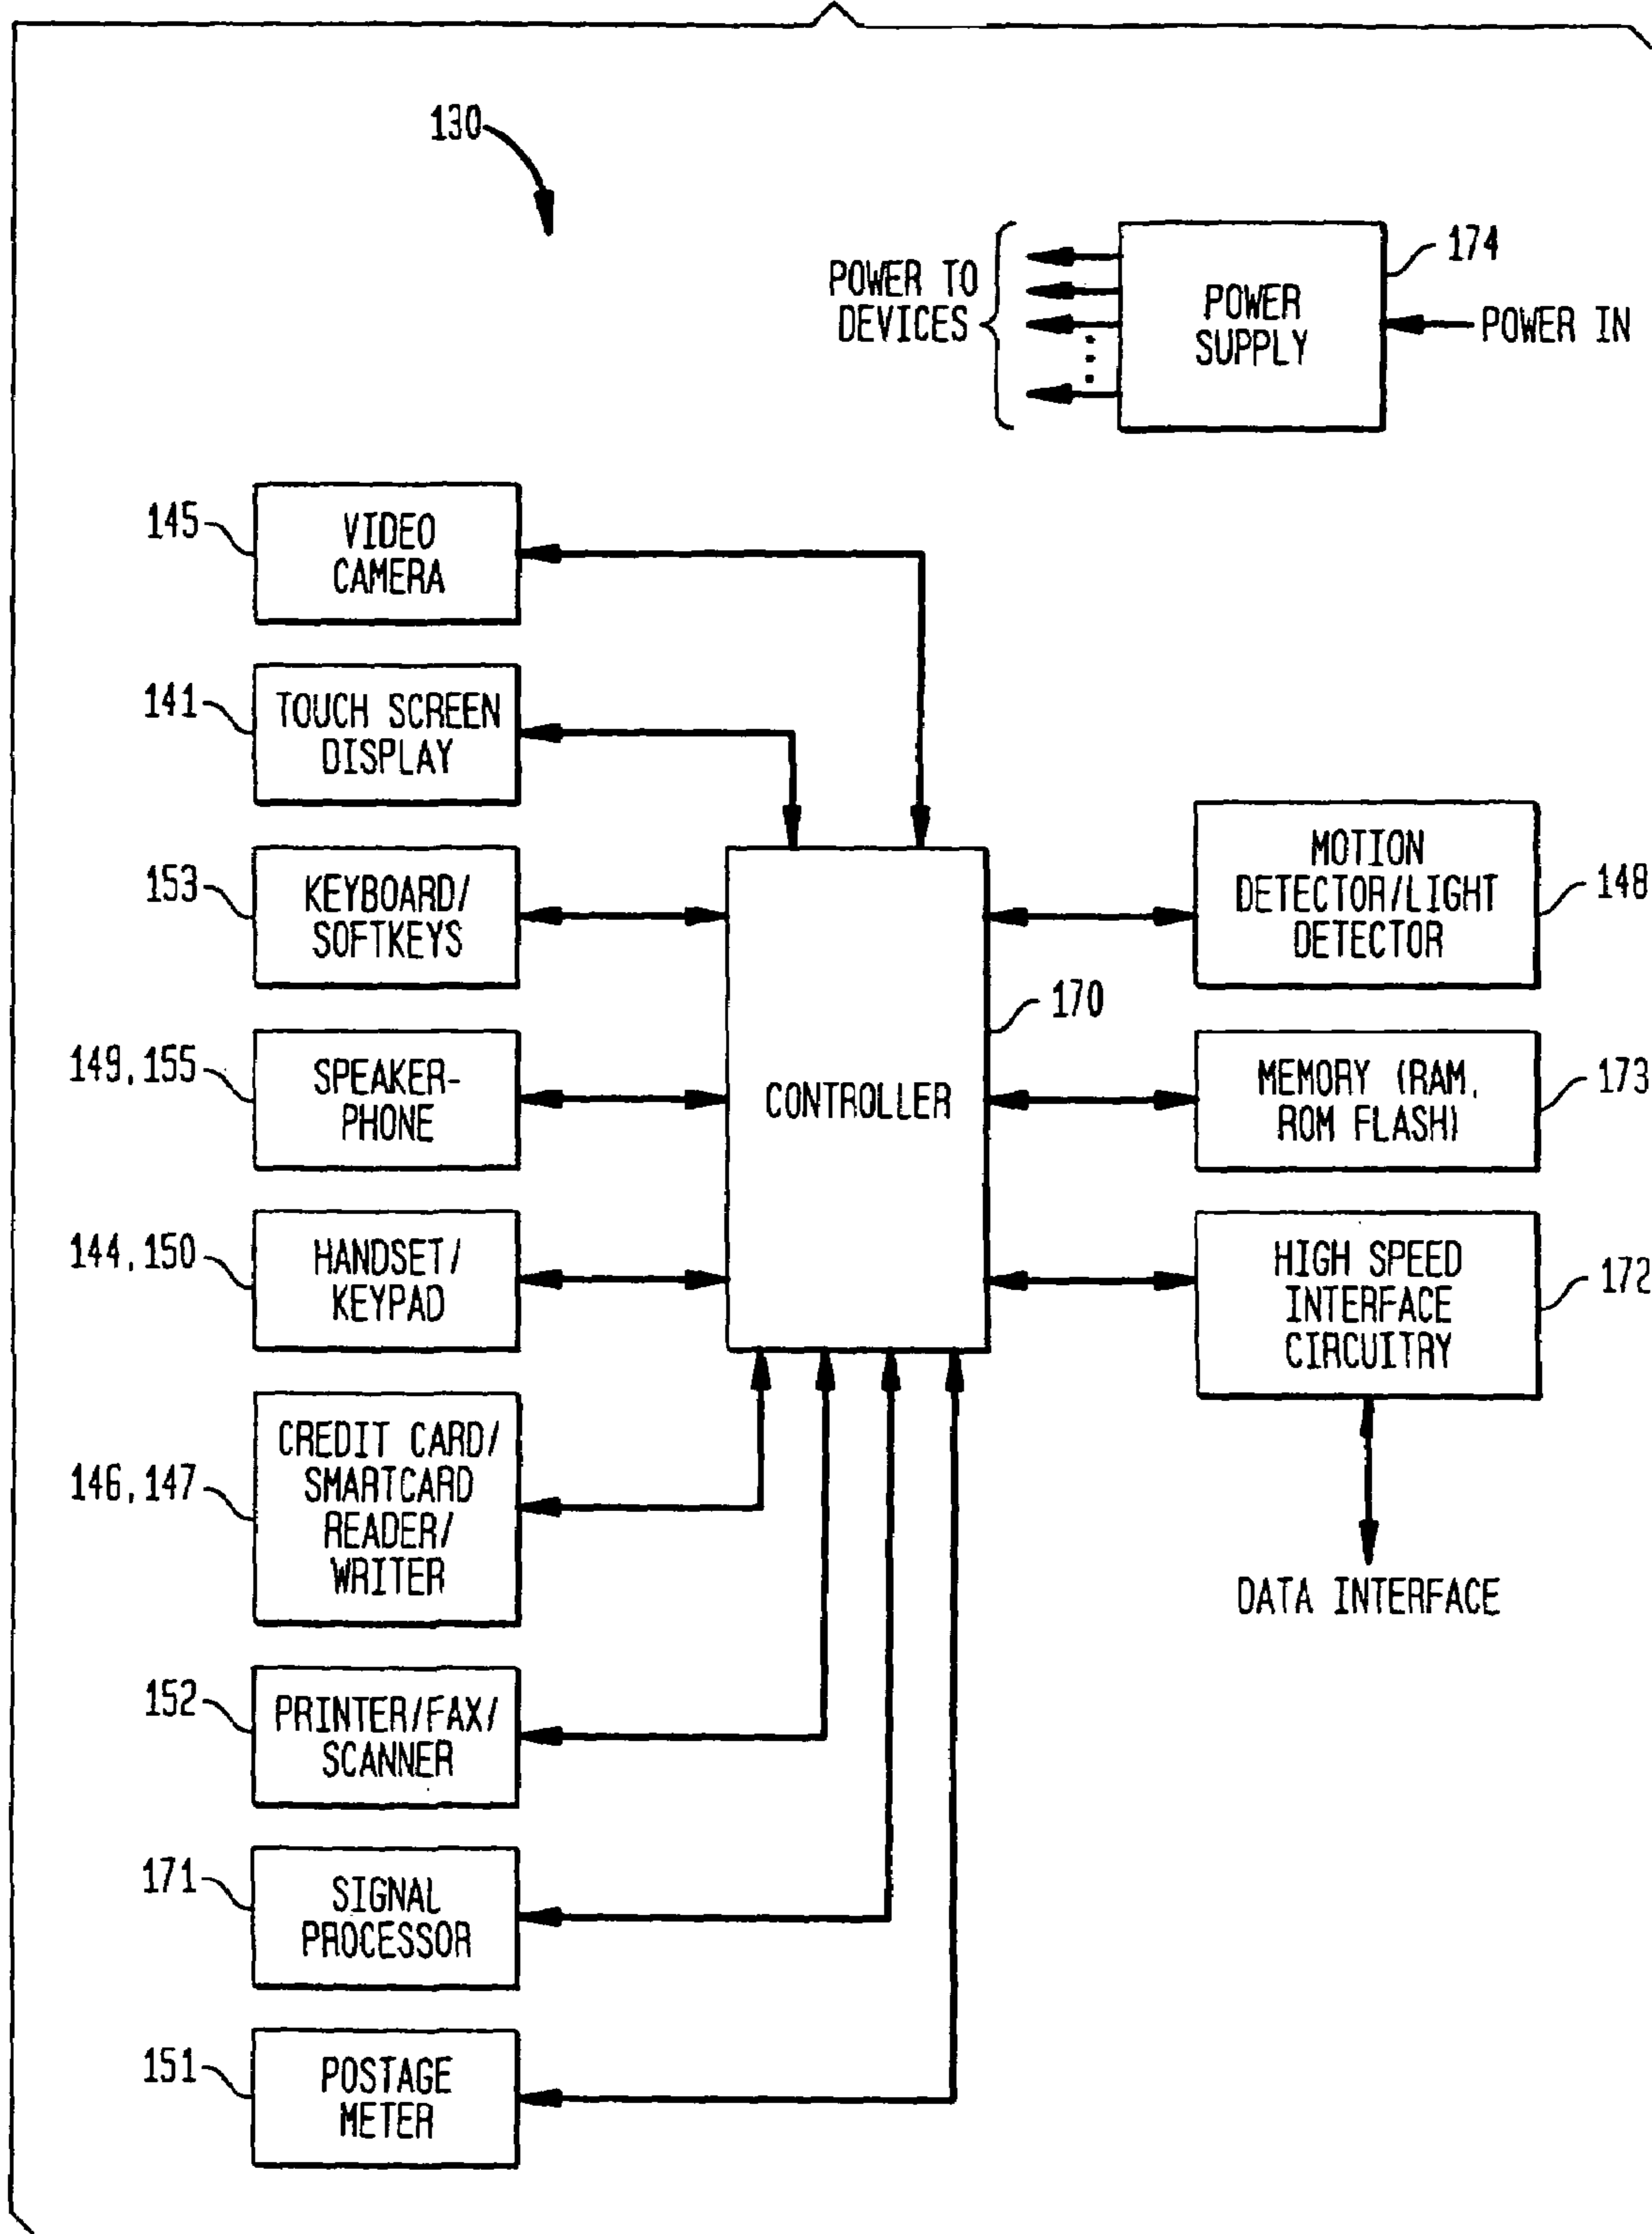 130
POWER TO
DEVICES
POWER
SUPPLY
174
POWER IN
145
VIDEO
CAMERA
141
TOUCH SCREEN
DISPLAY
153
KEYBOARD/
SOFTKEYS
149,155
SPEAKER-
PHONE
144,150
HANDSET/
KEYPAD
146,147
CREDIT CARD/
SMARTCARD
READER/
WRITER
152
PRINTER/FAX/
SCANNER
171
SIGNAL
PROCESSOR
151
POSTAGE
METER
CONTROLLER
170
MOTION
DETECTOR/LIGHT
DETECTOR
148
MEMORY (RAM,
ROM FLASH)
173
HIGH SPEED
INTERFACE
CIRCUITRY
172
DATA INTERFACE